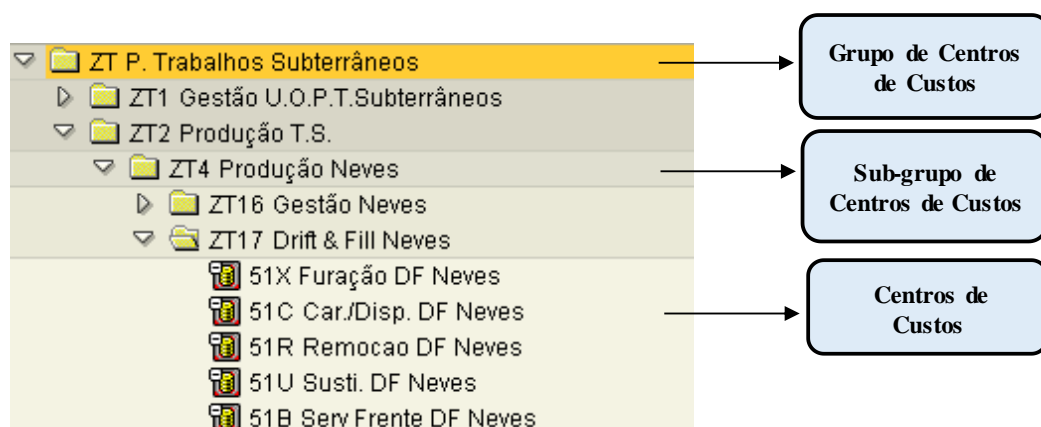 ZT P. Trabalhos Subterrâneos
ZT1 Gestão U.O.P.T.Subterrâneos
ZT2 Produção T.S.
ZT4 Produção Neves
ZT16 Gestão Neves
ZT17 Drift & Fill Neves
51X Furação DF Neves
51C Car./Disp. DF Neves
51R Remocao DF Neves
51U Susti. DF Neves
51B Serv Frente DF Neves
Grupo de Centros
de Custos
Sub-grupo de
Centros de Custos
Centros de
Custos